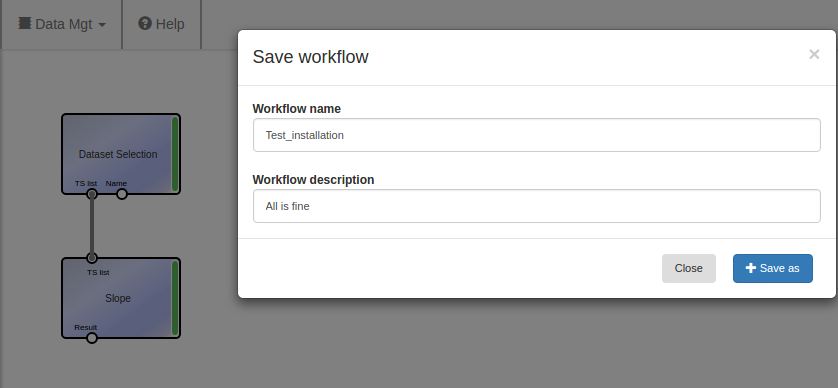 Data Mgt
Help
Save workflow
×
Workflow name
Test_installation
Workflow description
All is fine
Close
Save as
Dataset Selection
TS list Name
TS list
Slope
Result